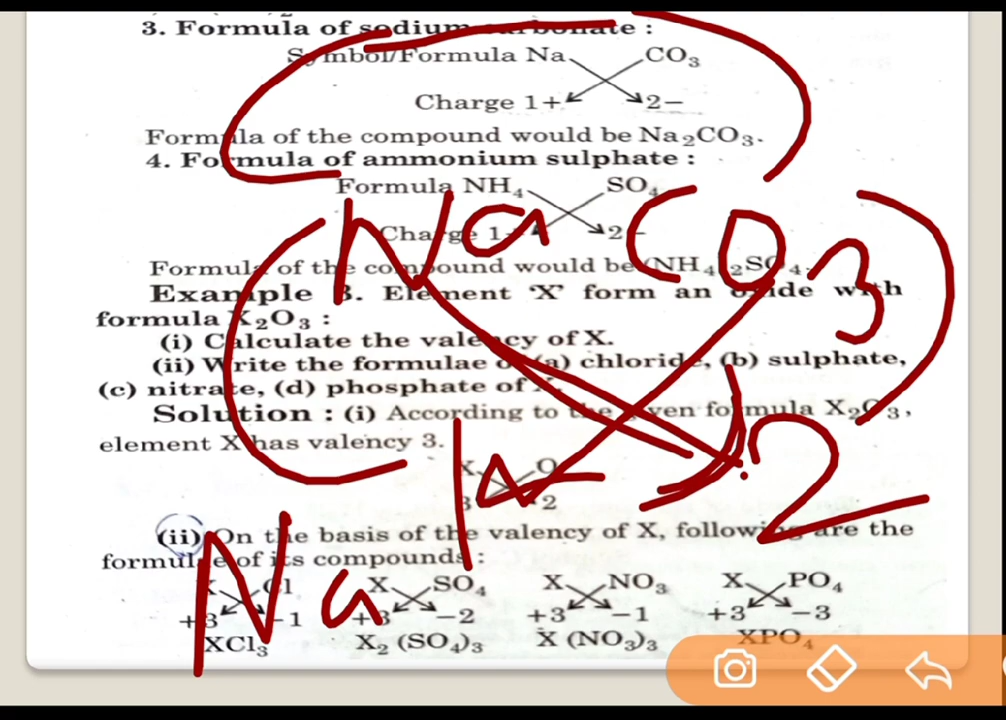 3. Formula of sodium carbonate :
Symbol/Formula Na CO3
Charge 1+ 2−
Formula of the compound would be Na2CO3.
4. Formula of ammonium sulphate :
Formula NH4 SO4
Charge 1+ 2−
Formula of the compound would be (NH4)2SO4.
Example 3. Element 'X' form an oxide with
formula X2O3 :
(i) Calculate the valency of X.
(ii) Write the formulae of (a) chloride, (b) sulphate,
(c) nitrate, (d) phosphate of X.
Solution : (i) According to the given formula X2O3,
element X has valency 3.
X O
3 2
(ii) On the basis of the valency of X, following are the
formulae of its compounds :
X Cl X SO4 X NO3 X PO4
+3 −1 +3 −2 +3 −1 +3 −3
XCl3 X2 (SO4)3 X (NO3)3 XPO4
Na CO3
1 2
Na